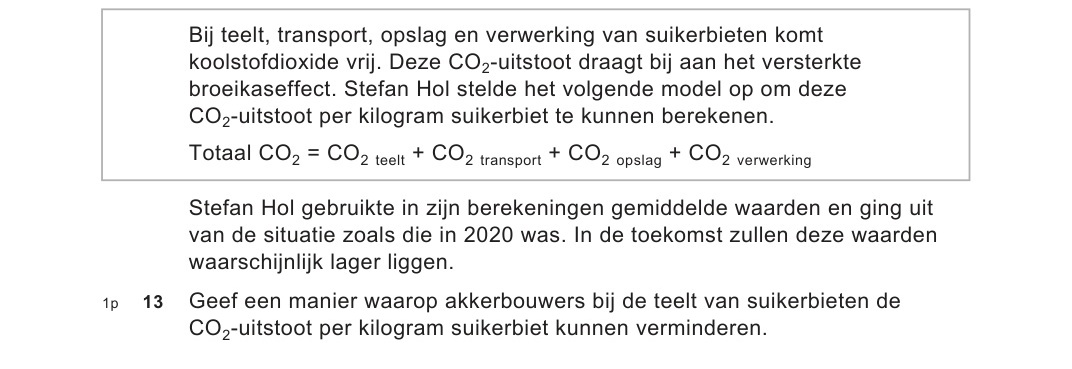 Bij teelt, transport, opslag en verwerking van suikerbieten komt
koolstofdioxide vrij. Deze CO2-uitstoot draagt bij aan het versterkte
broeikaseffect. Stefan Hol stelde het volgende model op om deze
CO2-uitstoot per kilogram suikerbiet te kunnen berekenen.
Totaal CO2 = CO2 teelt + CO2 transport + CO2 opslag + CO2 verwerking
Stefan Hol gebruikte in zijn berekeningen gemiddelde waarden en ging uit
van de situatie zoals die in 2020 was. In de toekomst zullen deze waarden
waarschijnlijk lager liggen.
1p 13 Geef een manier waarop akkerbouwers bij de teelt van suikerbieten de
CO2-uitstoot per kilogram suikerbiet kunnen verminderen.